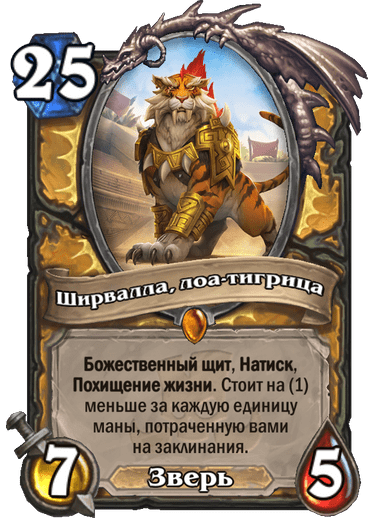 25
Ширвалла, лоа-тигрица
Божественный щит, Натиск,
Похищение жизни. Стоит на (1)
меньше за каждую единицу
маны, потраченную вами
на заклинания.
7
Зверь
5